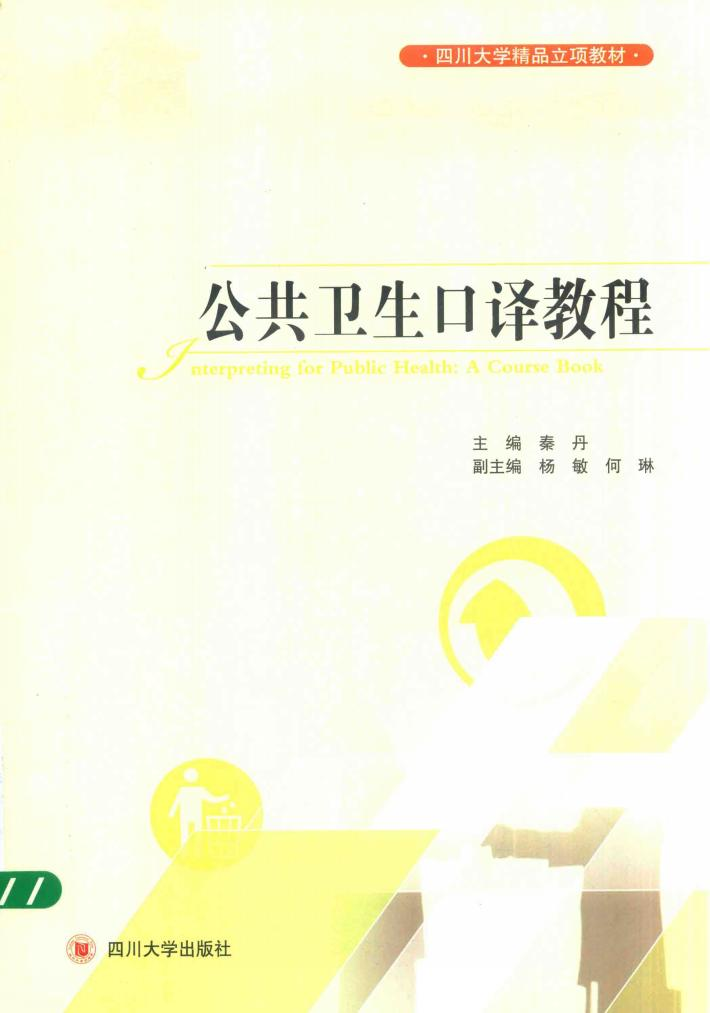 ·四川大学精品立项教材·
公共卫生口译教程
Interpreting for Public Health: A Course Book
主 编 秦 丹
副主编 杨 敏 何 琳
四川大学出版社